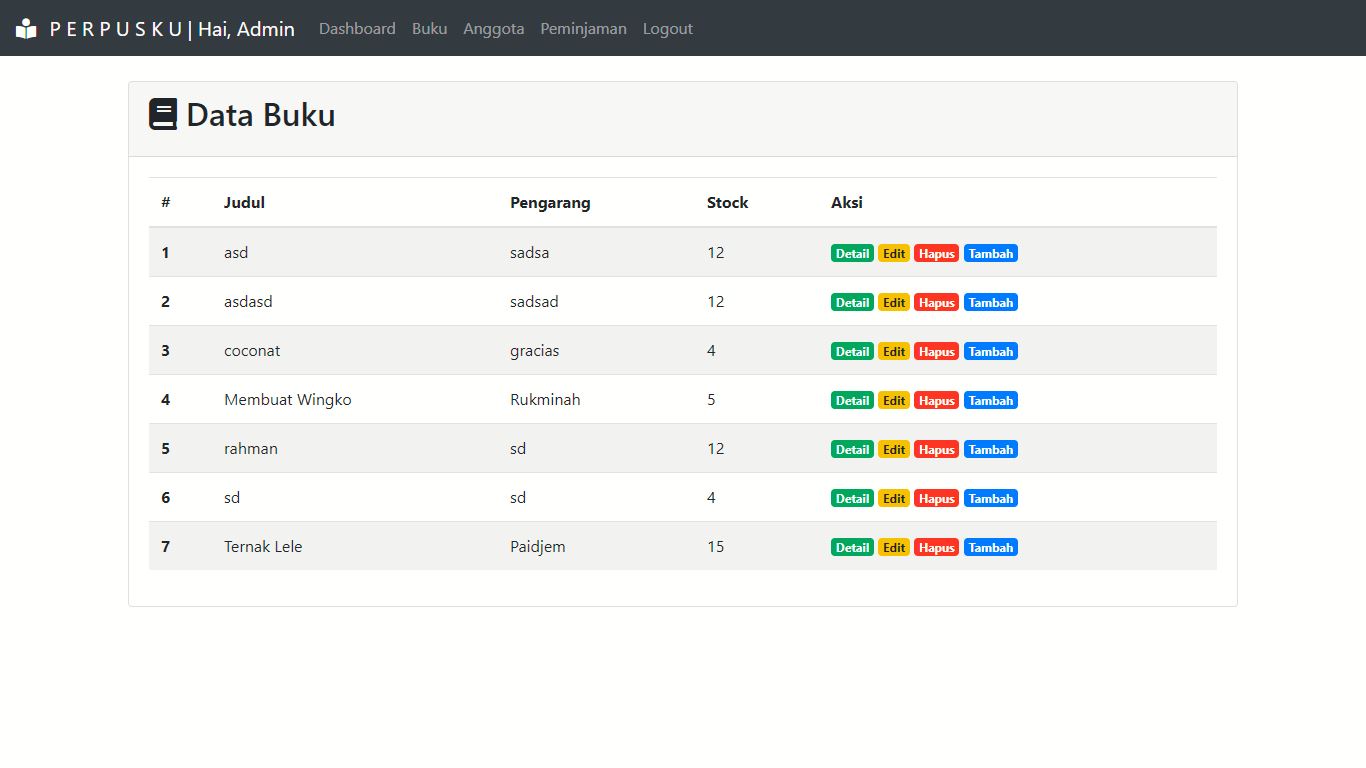 P E R P U S K U | Hai, Admin Dashboard Buku Anggota Peminjaman Logout
Data Buku
# Judul Pengarang Stock Aksi
1 asd sadsa 12 Detail Edit Hapus Tambah
2 asdasd sadsad 12 Detail Edit Hapus Tambah
3 coconat gracias 4 Detail Edit Hapus Tambah
4 Membuat Wingko Rukminah 5 Detail Edit Hapus Tambah
5 rahman sd 12 Detail Edit Hapus Tambah
6 sd sd 4 Detail Edit Hapus Tambah
7 Ternak Lele Paidjem 15 Detail Edit Hapus Tambah